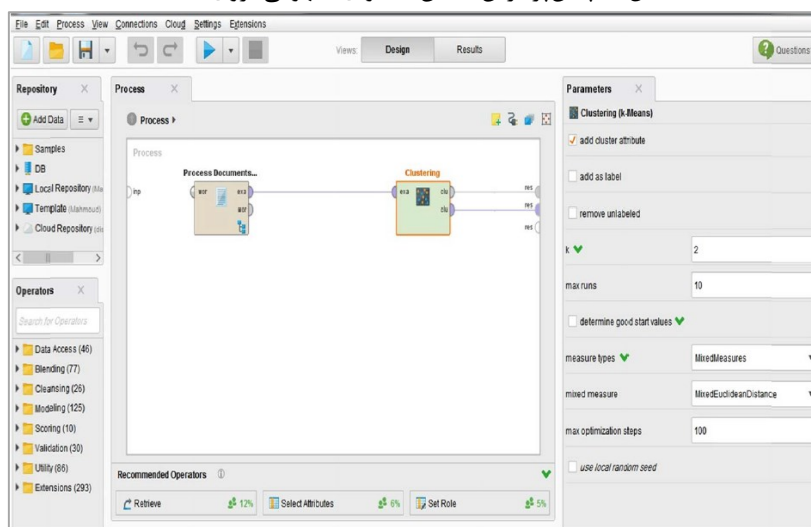 File Edit Process View Connections Cloud Settings Extensions
Views: Design Results Questions
Repository
Add Data
Samples
DB
Local Repository
Template (Mahmoud)
Cloud Repository
Operators
Search for Operators
Data Access (46)
Blending (77)
Cleansing (26)
Modeling (125)
Scoring (10)
Validation (30)
Utility (86)
Extensions (293)
Process
Process
Process
Process Documents...
Clustering
inp
wor exa
wor
exa clu
clu
res
res
res
Recommended Operators
Retrieve 12% Select Attributes 6% Set Role 5%
Parameters
Clustering (k-Means)
add cluster attribute
add as label
remove unlabeled
k 2
max runs 10
determine good start values
measure types MixedMeasures
mixed measure MixedEuclideanDistance
max optimization steps 100
use local random seed